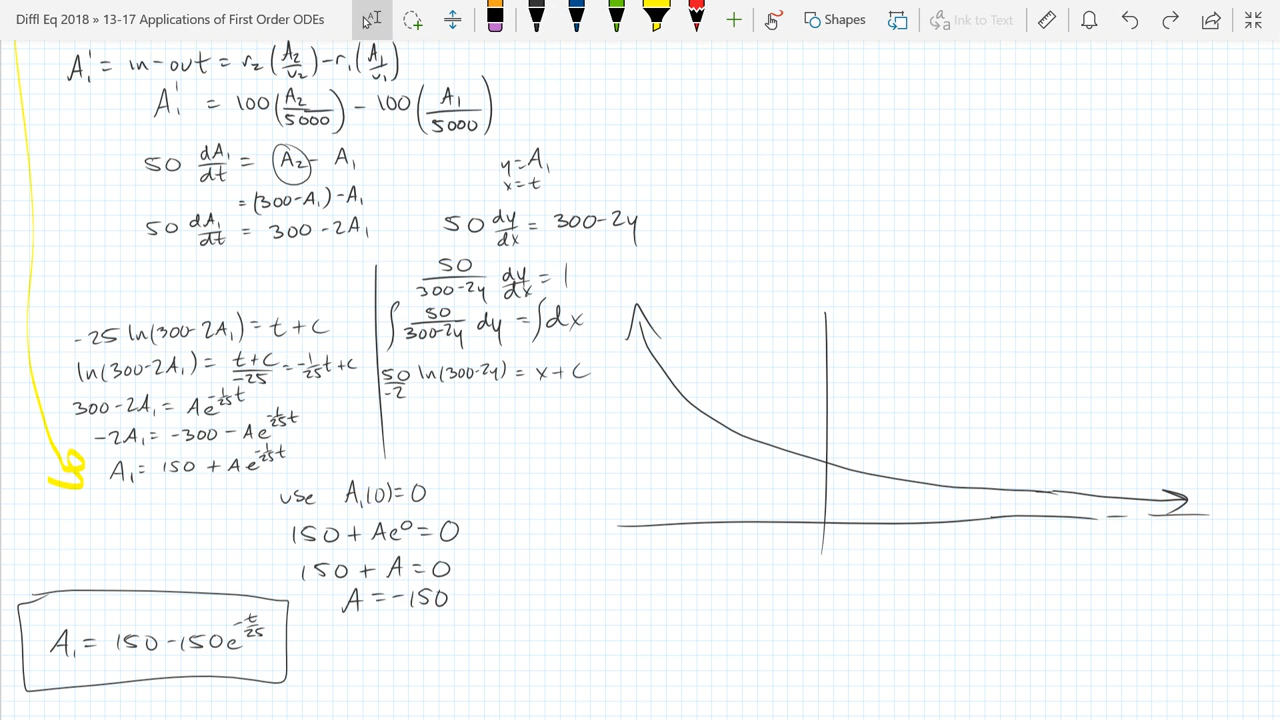 Diffl Eq 2018 » 13-17 Applications of First Order ODEs
Shapes
Ink to Text
A₁' = in-out = r₂(A₂/v₂) - r₁(A₁/v₁)
A₁' = 100(A₂/5000) - 100(A₁/5000)
50 dA₁/dt = A₂ - A₁
= (300-A₁)-A₁
50 dA₁/dt = 300-2A₁
y=A₁
x=t
50 dy/dx = 300-2y
50/(300-2y) dy/dx = 1
∫ 50/(300-2y) dy = ∫dx
50/-2 ln(300-2y) = x+C
-25 ln(300-2A₁) = t+C
ln(300-2A₁) = (t+C)/-25 = -1/25 t+C
300-2A₁ = Ae^(-1/25 t)
-2A₁ = -300 - Ae^(-1/25 t)
A₁ = 150 + Ae^(-1/25 t)
use A₁(0)=0
150+Ae⁰=0
150+A=0
A=-150
A₁ = 150-150e^(-t/25)